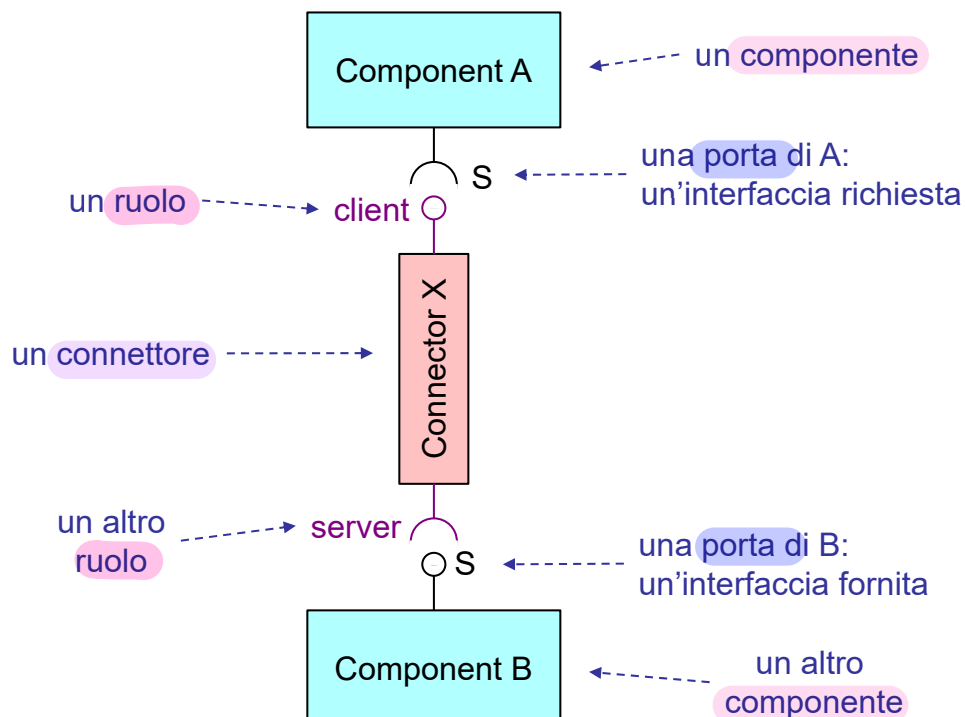 Component A
un componente
una porta di A:
un'interfaccia richiesta
S
un ruolo
client
Connector X
un connettore
un altro
ruolo
server
S
una porta di B:
un'interfaccia fornita
Component B
un altro
componente